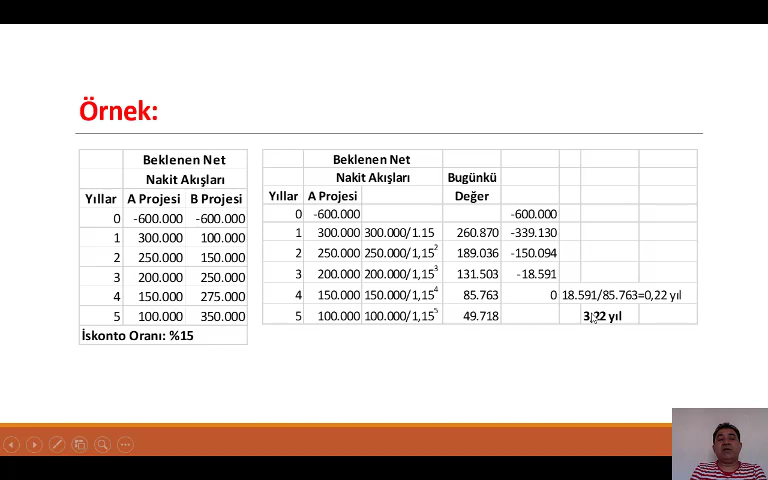 Örnek:
Beklenen Net
Nakit Akışları
Yıllar A Projesi B Projesi
0 -600.000 -600.000
1 300.000 100.000
2 250.000 150.000
3 200.000 250.000
4 150.000 275.000
5 100.000 350.000
İskonto Oranı: %15
Beklenen Net
Nakit Akışları Bugünkü
Yıllar A Projesi Değer
0 -600.000 -600.000
1 300.000 300.000/1.15 260.870 -339.130
2 250.000 250.000/1,15² 189.036 -150.094
3 200.000 200.000/1,15³ 131.503 -18.591
4 150.000 150.000/1,15⁴ 85.763 0 18.591/85.763=0,22 yıl
5 100.000 100.000/1,15⁵ 49.718 3,22 yıl